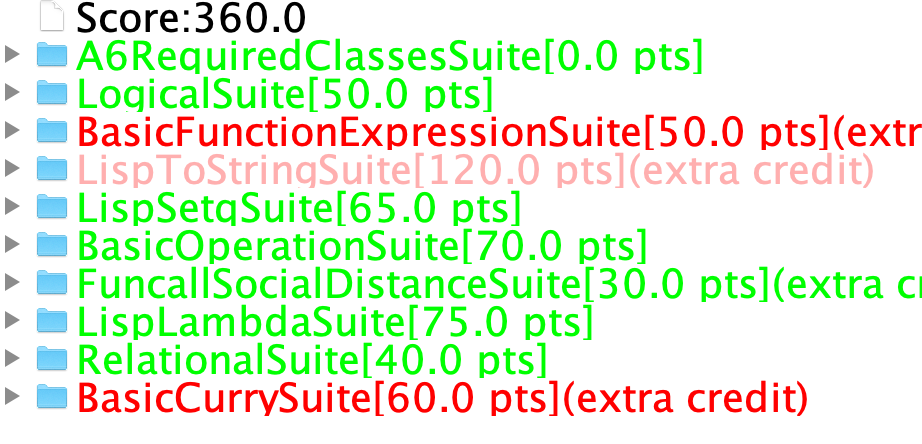 Score:360.0
A6RequiredClassesSuite[0.0 pts]
LogicalSuite[50.0 pts]
BasicFunctionExpressionSuite[50.0 pts](extr
LispToStringSuite[120.0 pts](extra credit)
LispSetqSuite[65.0 pts]
BasicOperationSuite[70.0 pts]
FuncallSocialDistanceSuite[30.0 pts](extra cr
LispLambdaSuite[75.0 pts]
RelationalSuite[40.0 pts]
BasicCurrySuite[60.0 pts](extra credit)